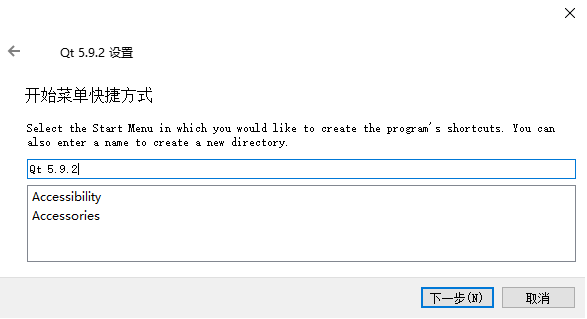 Qt 5.9.2 设置
开始菜单快捷方式
Select the Start Menu in which you would like to create the program's shortcuts. You can
also enter a name to create a new directory.
Qt 5.9.2
Accessibility
Accessories
下一步(N)
取消